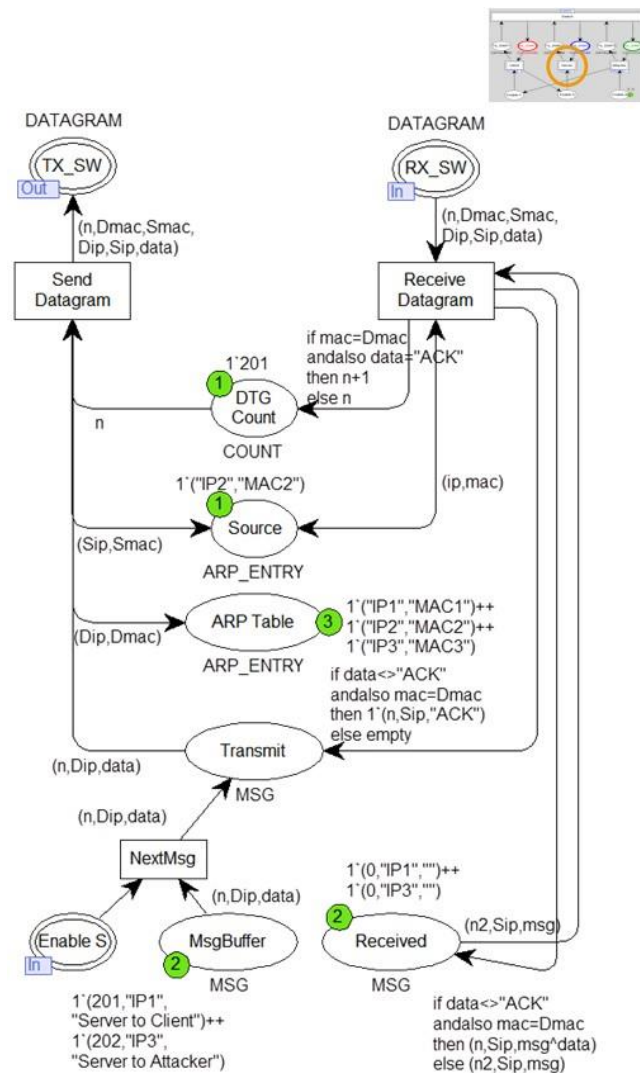 DATAGRAM
TX_SW
Out
(n,Dmac,Smac,
Dip,Sip,data)
Send
Datagram
DATAGRAM
RX_SW
In
(n,Dmac,Smac,
Dip,Sip,data)
Receive
Datagram
if mac=Dmac
andalso data="ACK"
then n+1
else n
1`201
1
DTG
Count
COUNT
n
1`("IP2","MAC2")
1
Source
ARP_ENTRY
(Sip,Smac)
(ip,mac)
ARP Table
3
ARP_ENTRY
1`("IP1","MAC1")++
1`("IP2","MAC2")++
1`("IP3","MAC3")
(Dip,Dmac)
if data<>"ACK"
andalso mac=Dmac
then 1`(n,Sip,"ACK")
else empty
Transmit
MSG
(n,Dip,data)
(n,Dip,data)
NextMsg
(n,Dip,data)
Enable S
In
MsgBuffer
2
MSG
1`(201,"IP1",
"Server to Client")++
1`(202,"IP3",
"Server to Attacker")
1`(0,"IP1","")++
1`(0,"IP3","")
2
Received
MSG
(n2,Sip,msg)
if data<>"ACK"
andalso mac=Dmac
then (n,Sip,msg^data)
else (n2,Sip,msg)